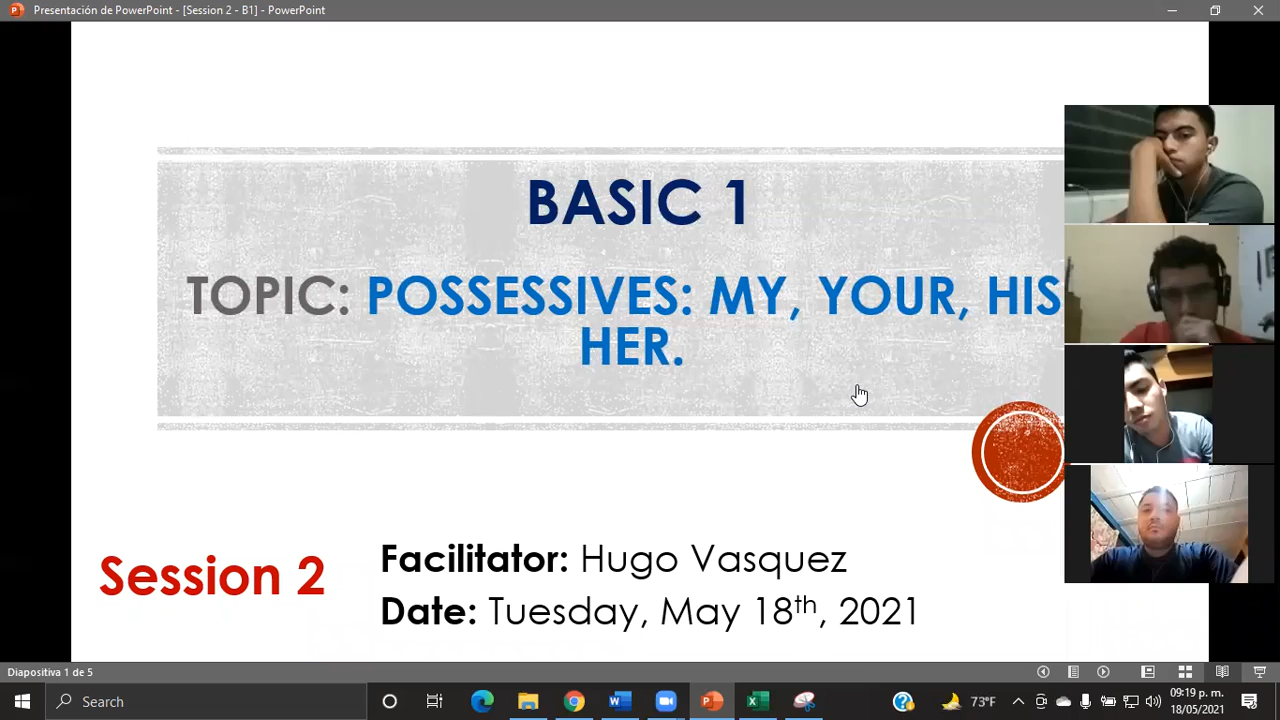 Presentación de PowerPoint - [Session 2 - B1] - PowerPoint
BASIC 1
TOPIC: POSSESSIVES: MY, YOUR, HIS
HER.
Session 2
Facilitator: Hugo Vasquez
Date: Tuesday, May 18th, 2021
Diapositiva 1 de 5
Search
73°F
09:19 p. m.
18/05/2021